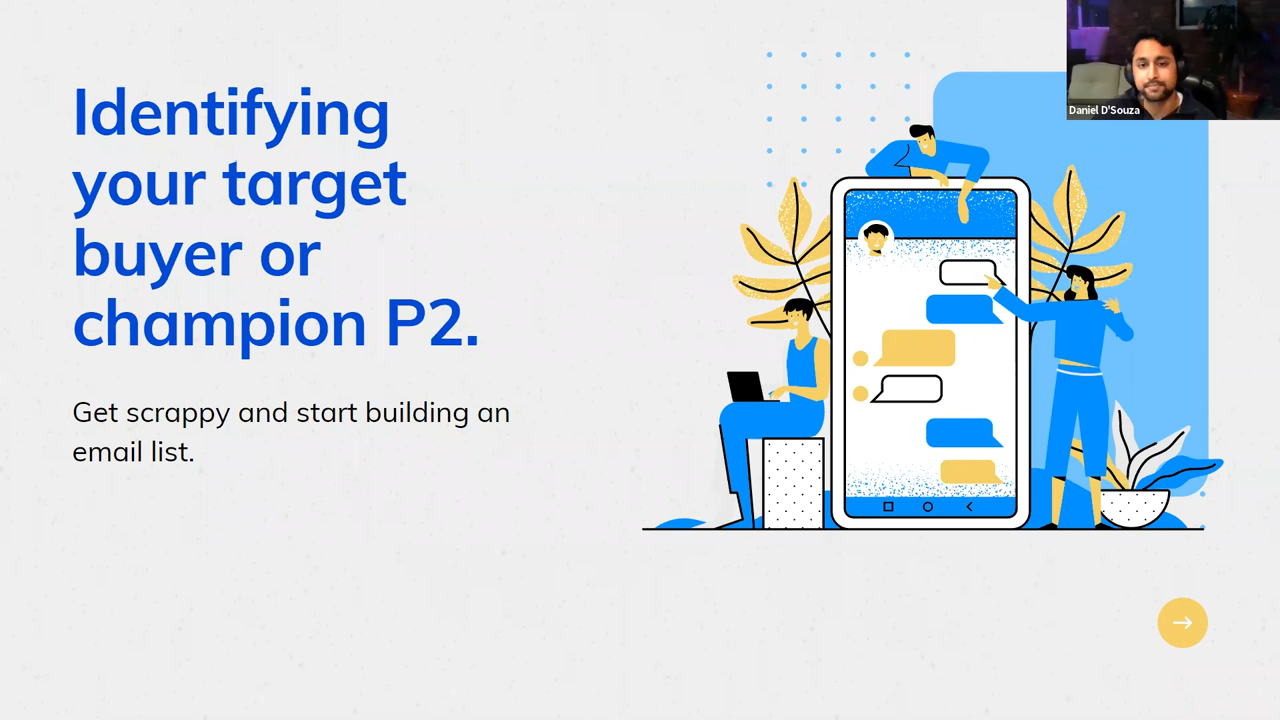 Identifying
your target
buyer or
champion P2.
Get scrappy and start building an
email list.
Daniel D'Souza